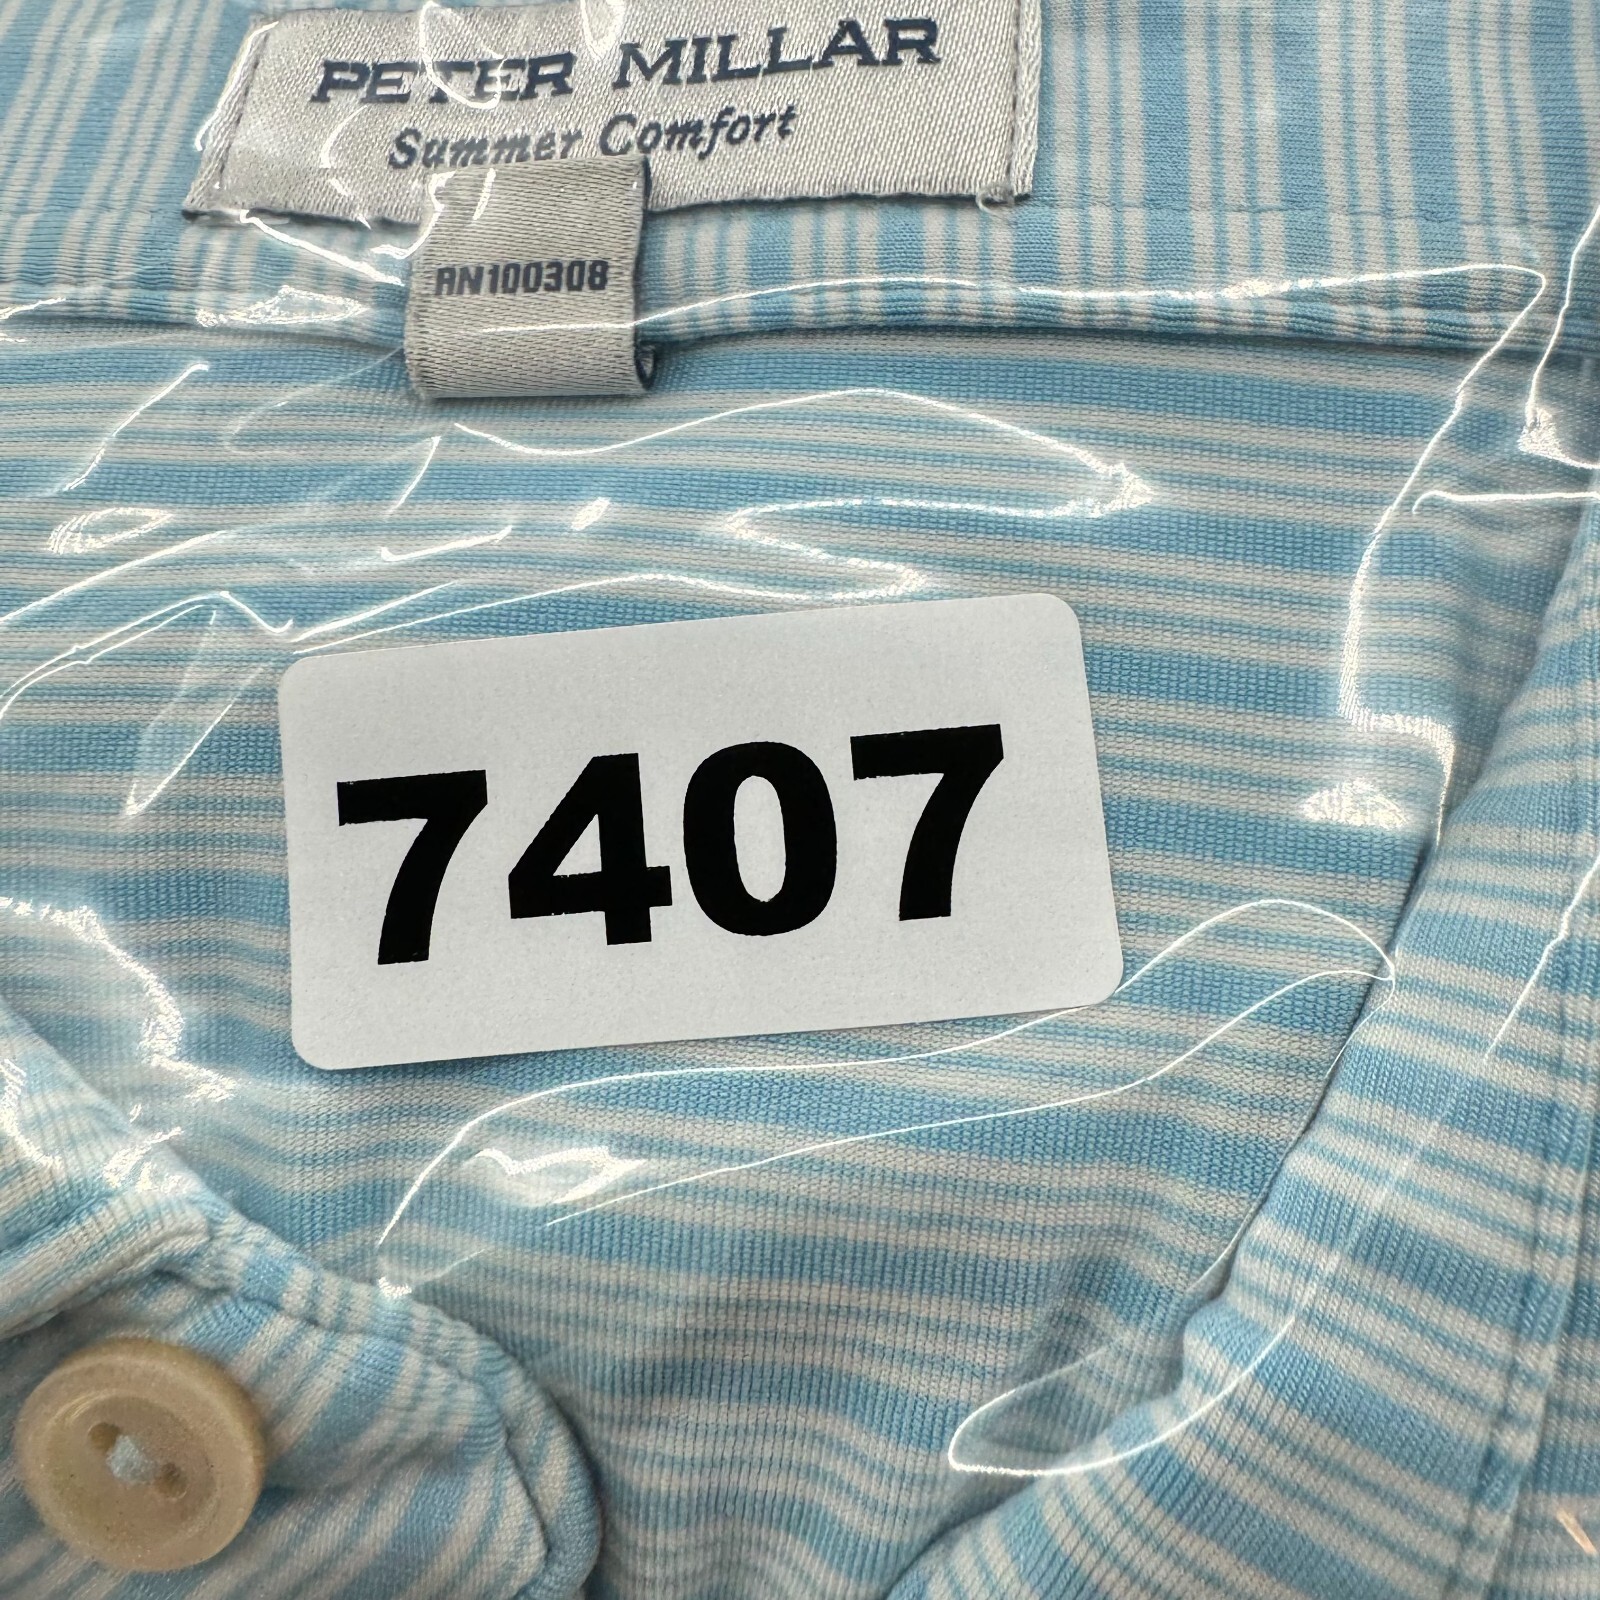 PETER MILLAR
Summer Comfort
RN100308
7407